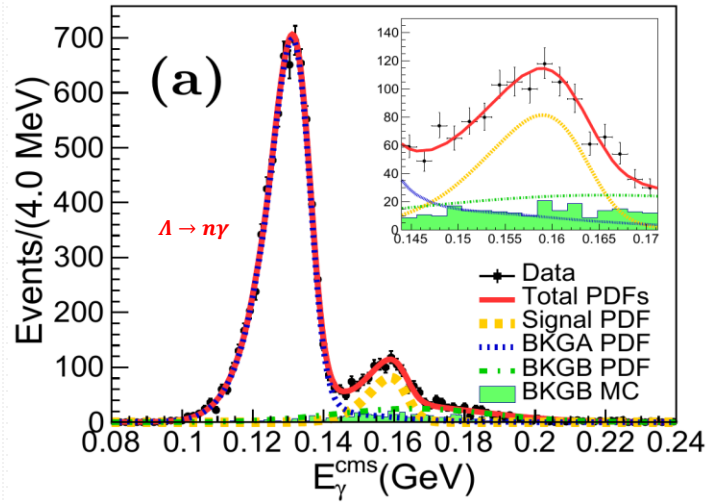 Events/(4.0 MeV)
700
600
500
400
300
200
100
0
(a)
Λ → nγ
140
120
100
80
60
40
20
0
0.145 0.15 0.155 0.16 0.165 0.17
Data
Total PDFs
Signal PDF
BKGA PDF
BKGB PDF
BKGB MC
0.08 0.1 0.12 0.14 0.16 0.18 0.2 0.22 0.24
E_γ^cms(GeV)